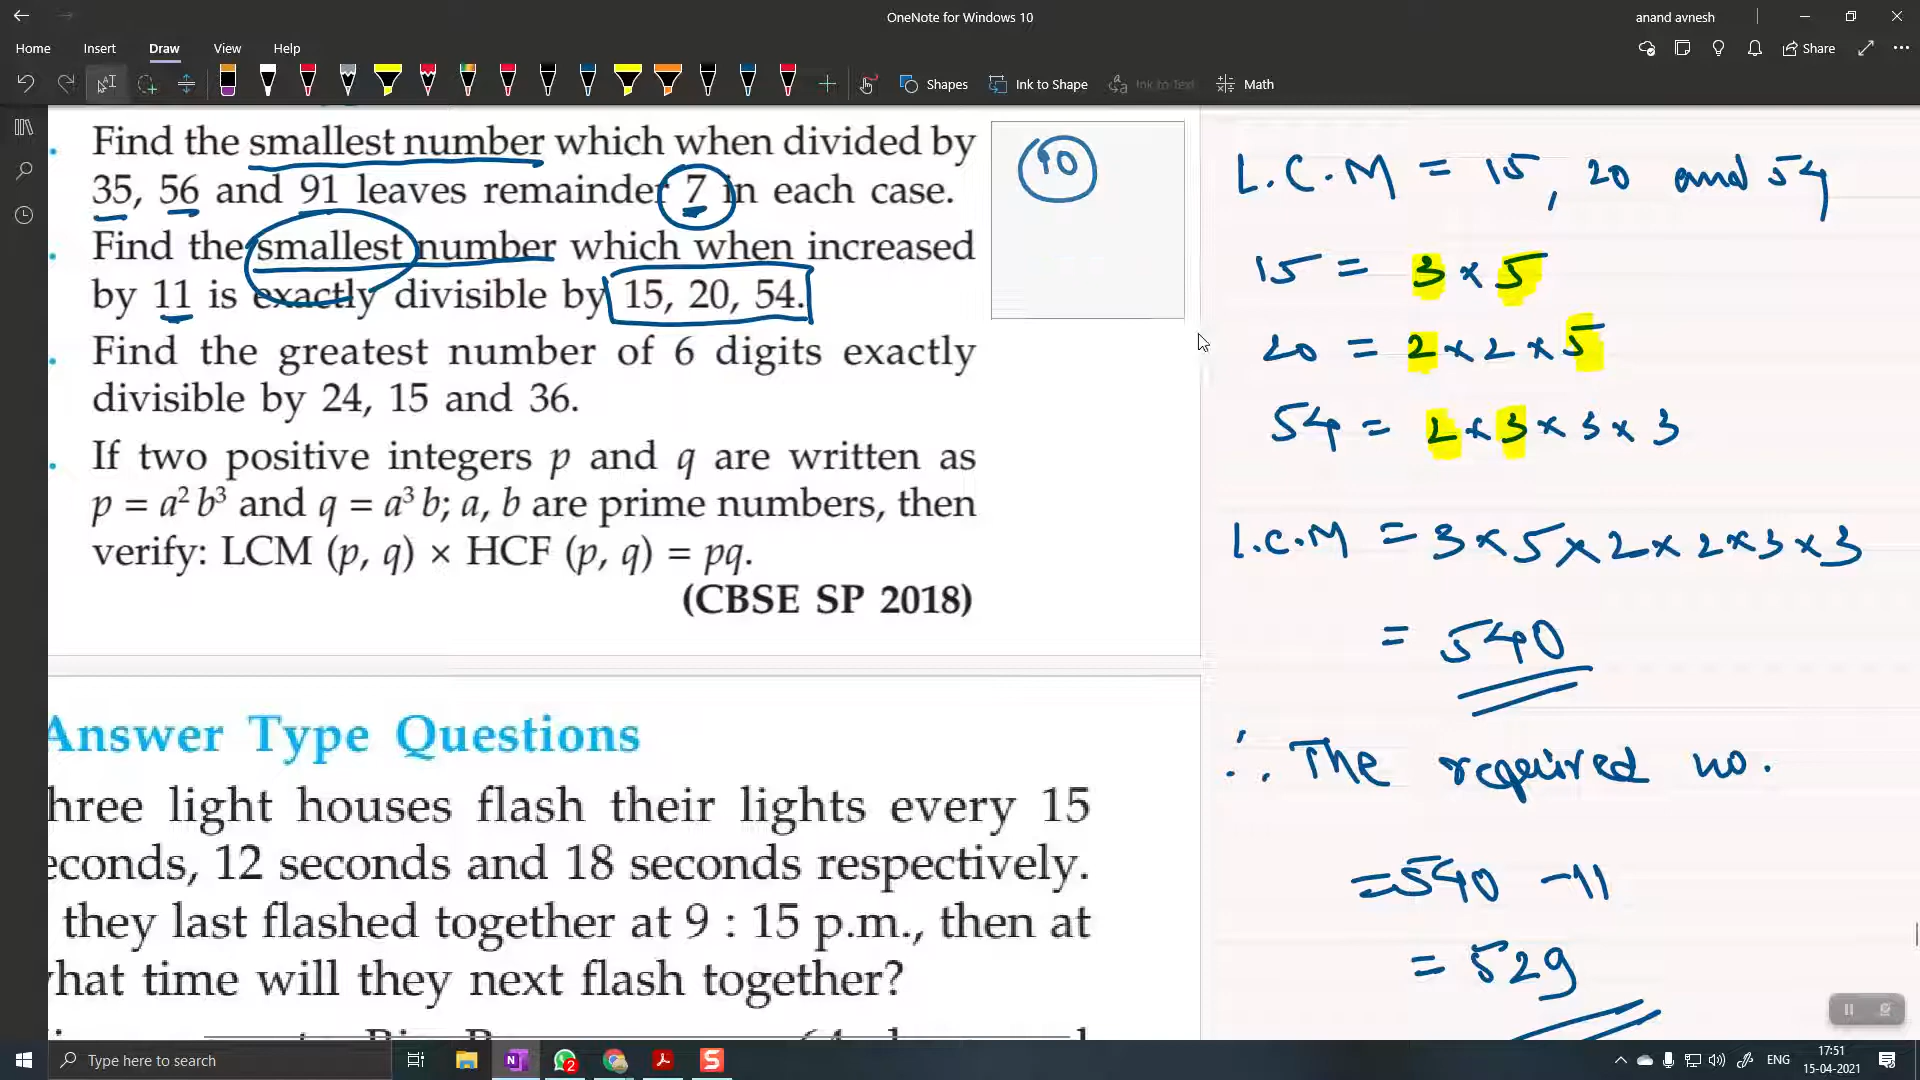 OneNote for Windows 10
anand avnesh
Home Insert Draw View Help
Share
Shapes Ink to Shape Ink to Text Math
Find the smallest number which when divided by
35, 56 and 91 leaves remainder 7 in each case.
Find the smallest number which when increased
by 11 is exactly divisible by 15, 20, 54.
Find the greatest number of 6 digits exactly
divisible by 24, 15 and 36.
If two positive integers p and q are written as
p = a² b³ and q = a³ b; a, b are prime numbers, then
verify: LCM (p, q) × HCF (p, q) = pq.
(CBSE SP 2018)
Answer Type Questions
hree light houses flash their lights every 15
econds, 12 seconds and 18 seconds respectively.
they last flashed together at 9 : 15 p.m., then at
hat time will they next flash together?
10
L.C.M = 15, 20 and 54
15 = 3 × 5
20 = 2 × 2 × 5
54 = 2 × 3 × 3 × 3
L.C.M = 3 × 5 × 2 × 2 × 3 × 3
= 540
∴ The required no.
= 540 - 11
= 529
Type here to search
2
ENG
17:51
15-04-2021